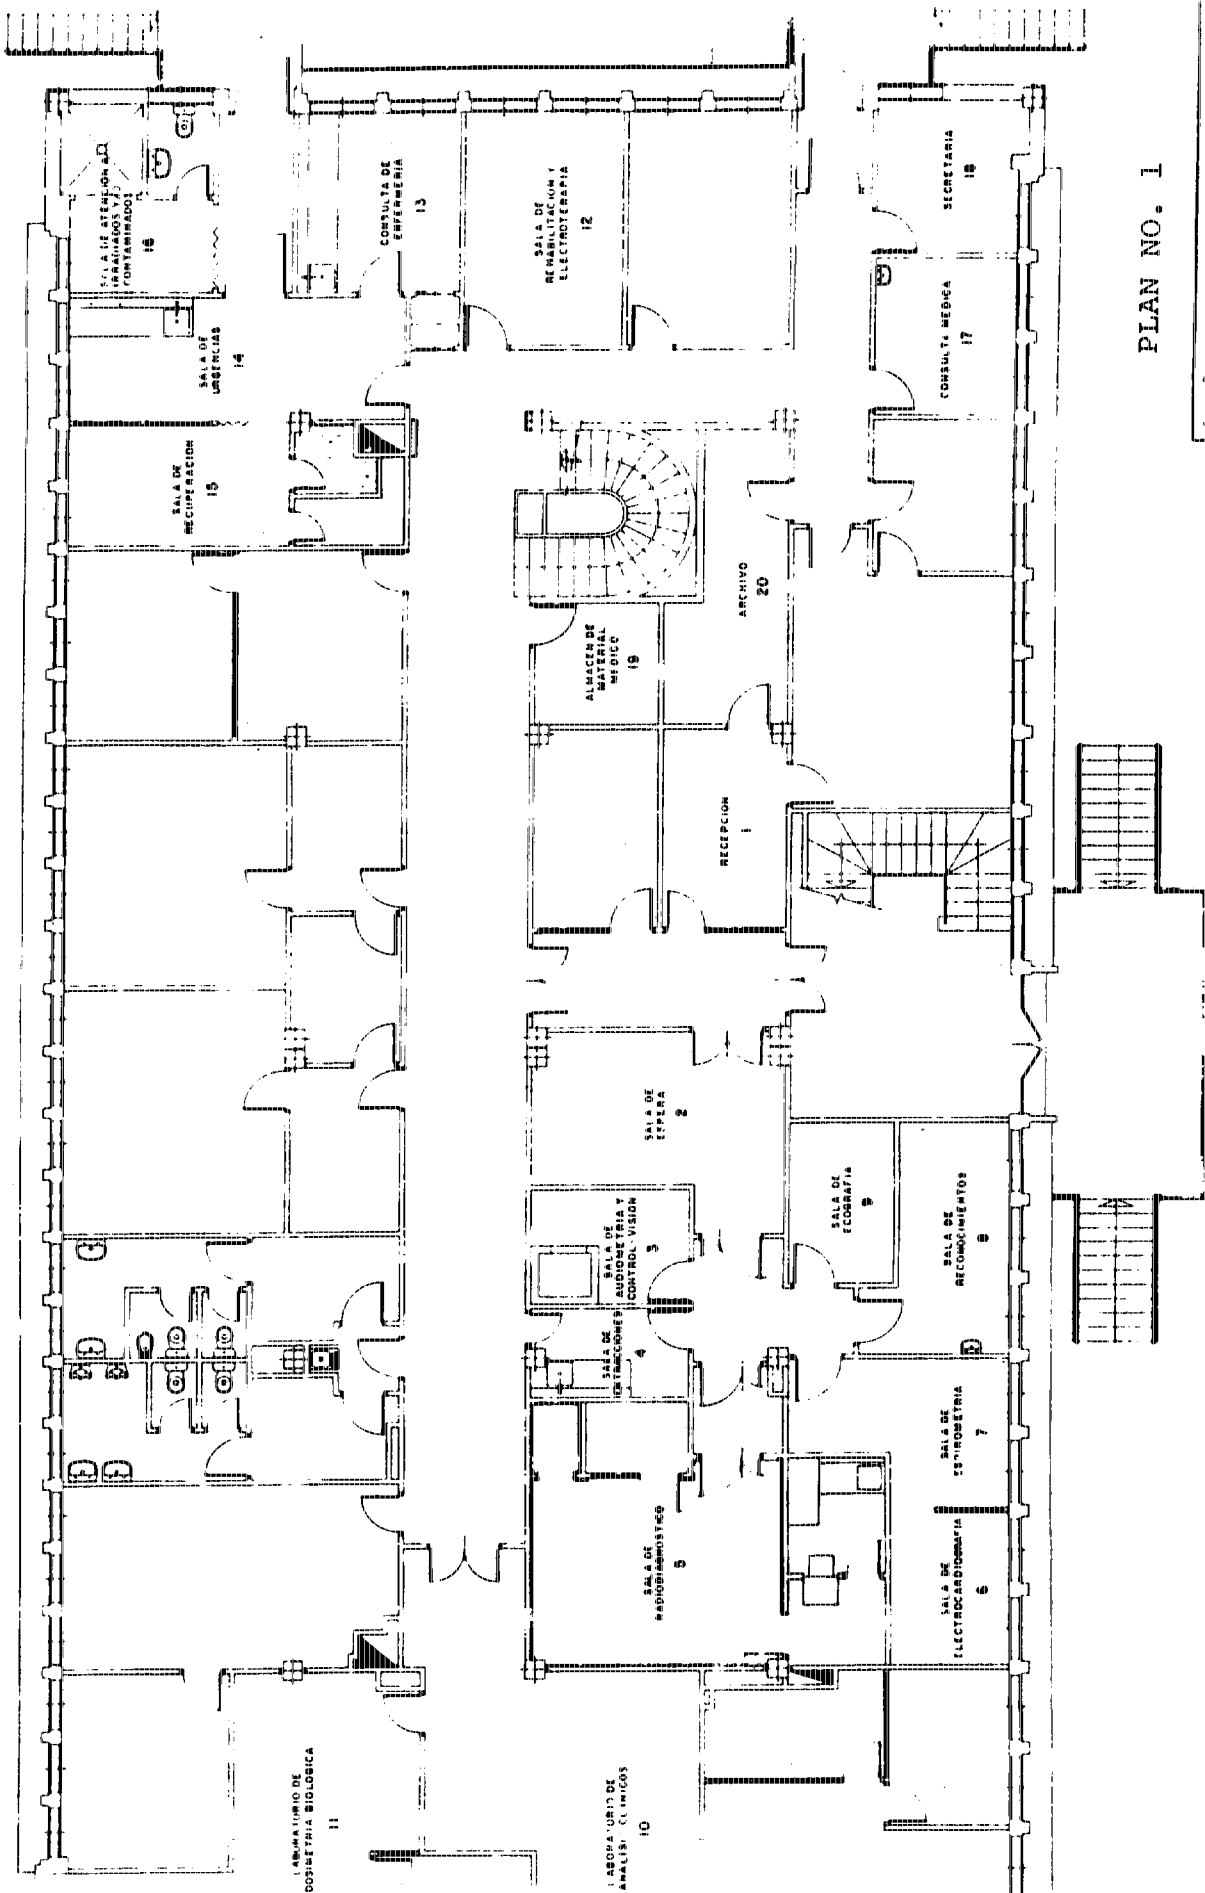 SALA DE ATENCION A
IRRADIADOS Y/O
CONTAMINADOS
16
SALA DE
URGENCIAS
14
SALA DE
RECUPERACION
15
CONSULTA DE
ENFERMERIA
13
SALA DE
REHABILITACION Y
ELECTROTERAPIA
12
SECRETARIA
18
CONSULTA MEDICA
17
PLAN NO. 1
ALMACEN DE
MATERIAL
MEDICO
19
ARCHIVO
20
RECEPCION
1
SALA DE
ESPERA
2
SALA DE
AUDIOMETRIA Y
CONTROL VISION
3
SALA DE
EXTRACCIONES
4
SALA DE
RADIODIAGNOSTICO
5
SALA DE
ECOGRAFIA
9
SALA DE
RECONOCIMIENTOS
8
SALA DE
ESPIROMETRIA
7
SALA DE
ELECTROCARDIOGRAFIA
6
LABORATORIO DE
DOSIMETRIA BIOLOGICA
11
LABORATORIO DE
ANALISIS CLINICOS
10